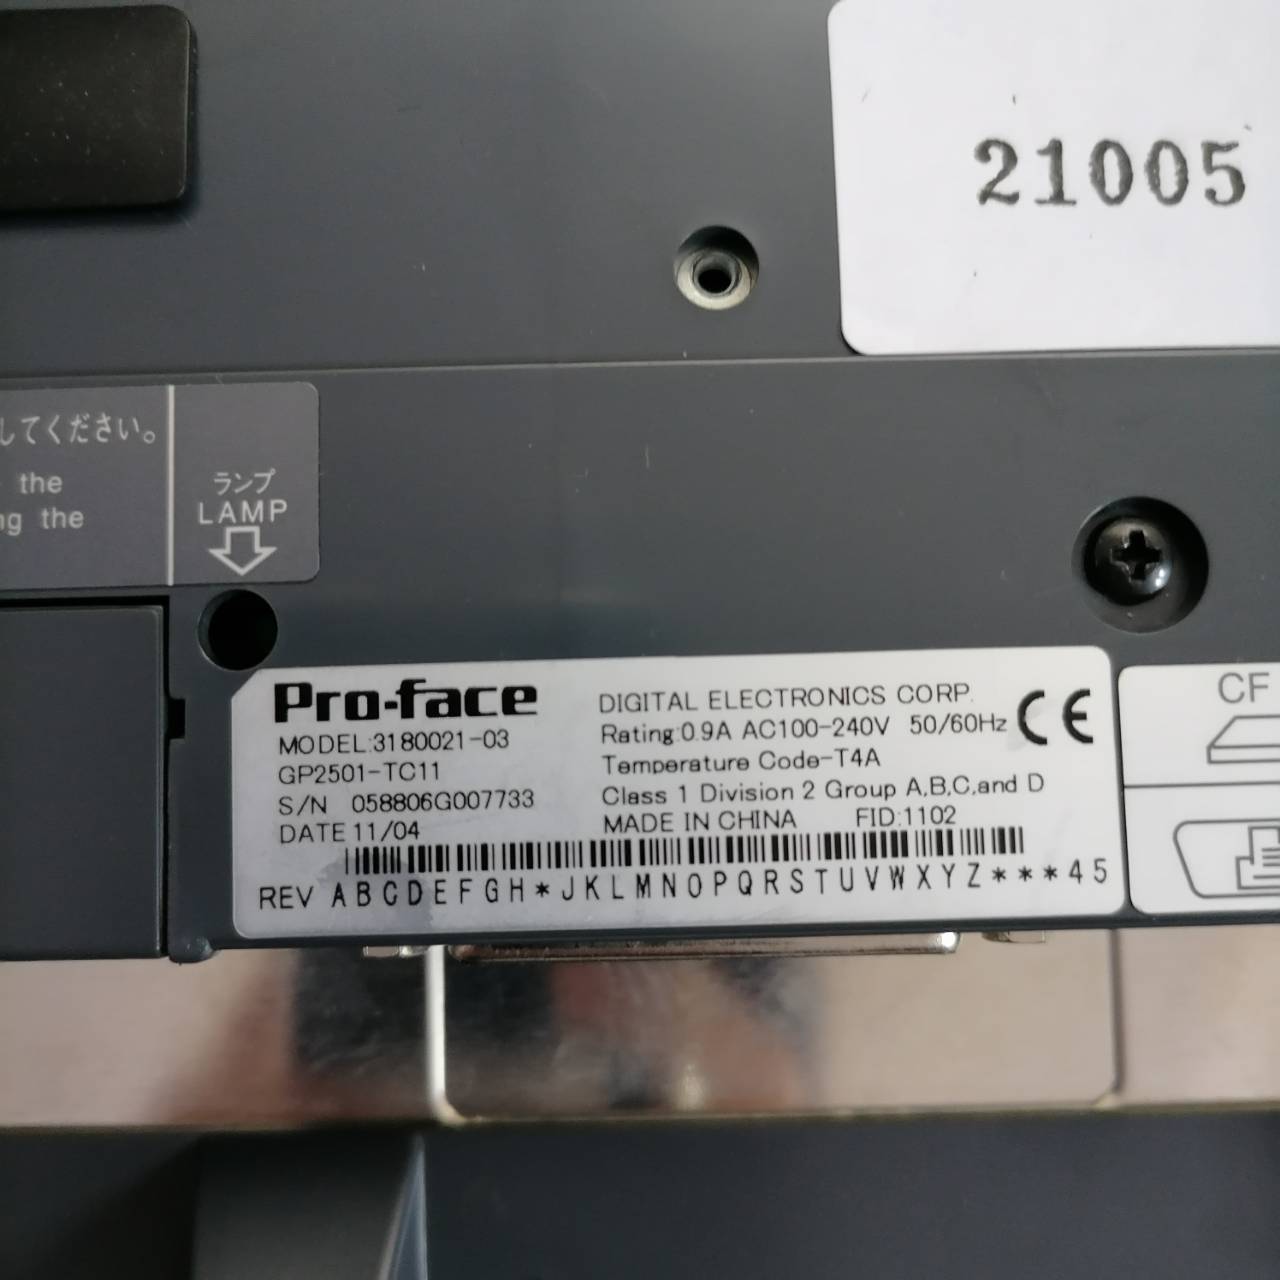 21005
してください。
the
ng the
ランプ
LAMP
Pro-face
MODEL:3180021-03
GP2501-TC11
S/N 058806G007733
DATE 11/04
DIGITAL ELECTRONICS CORP.
Rating:0.9A AC100-240V 50/60Hz
Temperature Code-T4A
Class 1 Division 2 Group A,B,C,and D
MADE IN CHINA FID:1102
CE
REV A B C D E F G H * J K L M N O P Q R S T U V W X Y Z * * * 4 5
CF